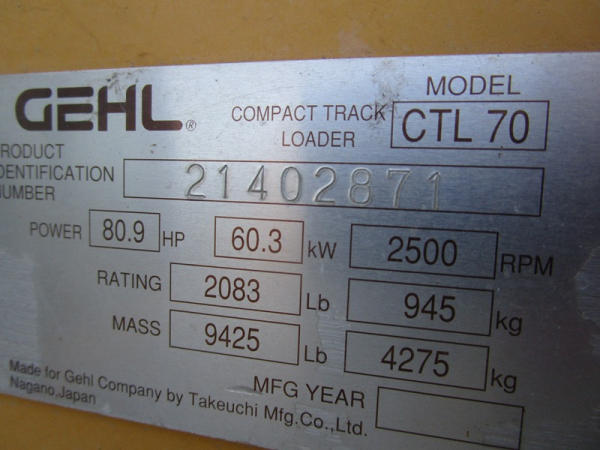 GEHL®
COMPACT TRACK LOADER
MODEL
CTL 70
PRODUCT
IDENTIFICATION
NUMBER
21402871
POWER 80.9 HP 60.3 kW 2500 RPM
RATING 2083 Lb 945 kg
MASS 9425 Lb 4275 kg
MFG YEAR
Made for Gehl Company by Takeuchi Mfg.Co.,Ltd.
Nagano,Japan